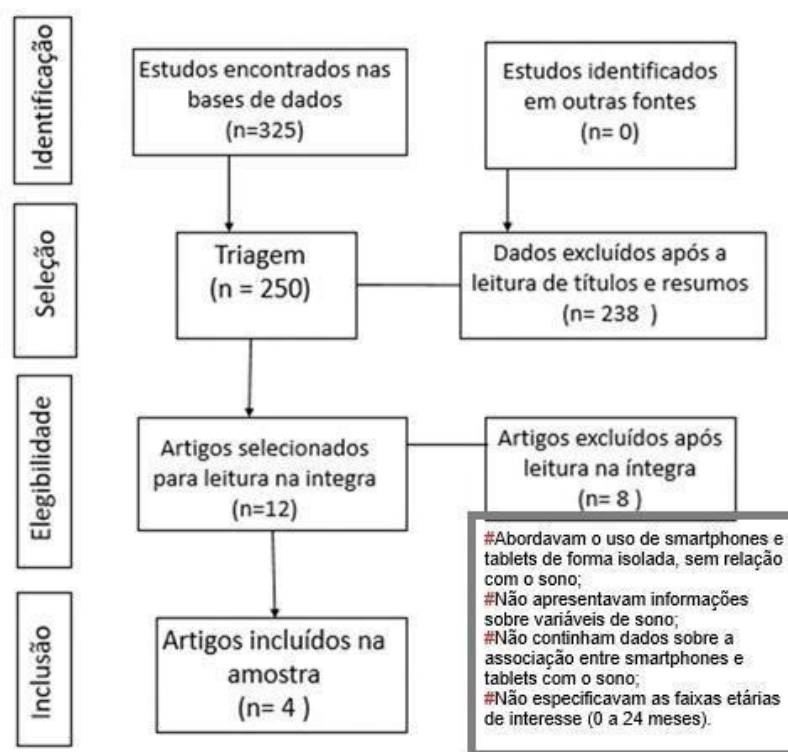 Identificação
Estudos encontrados nas
bases de dados
(n=325)
Estudos identificados
em outras fontes
(n= 0)
Seleção
Triagem
(n = 250)
Dados excluídos após a
leitura de títulos e resumos
(n= 238 )
Elegibilidade
Artigos selecionados
para leitura na integra
(n=12)
Artigos excluídos após
leitura na íntegra
(n= 8 )
#Abordavam o uso de smartphones e
tablets de forma isolada, sem relação
com o sono;
#Não apresentavam informações
sobre variáveis de sono;
#Não continham dados sobre a
associação entre smartphones e
tablets com o sono;
#Não especificavam as faixas etárias
de interesse (0 a 24 meses).
Inclusão
Artigos incluídos na
amostra
(n= 4 )